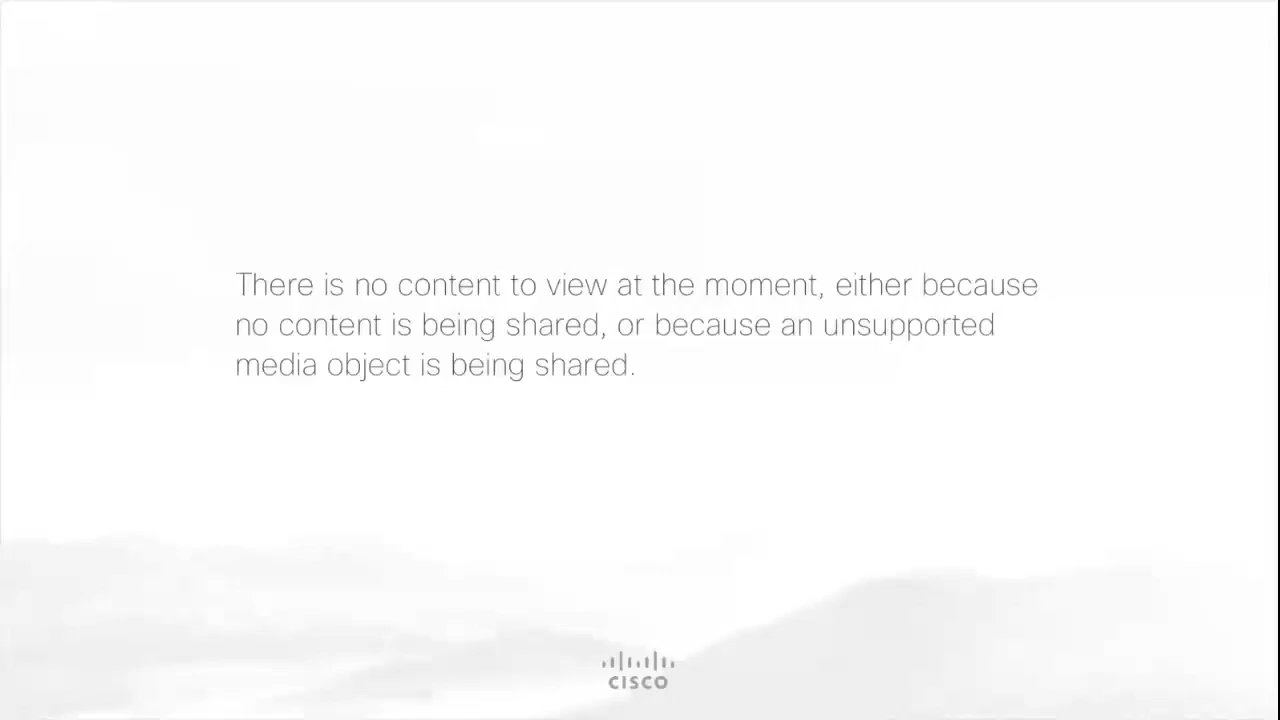 There is no content to view at the moment, either because
no content is being shared, or because an unsupported
media object is being shared.
CISCO